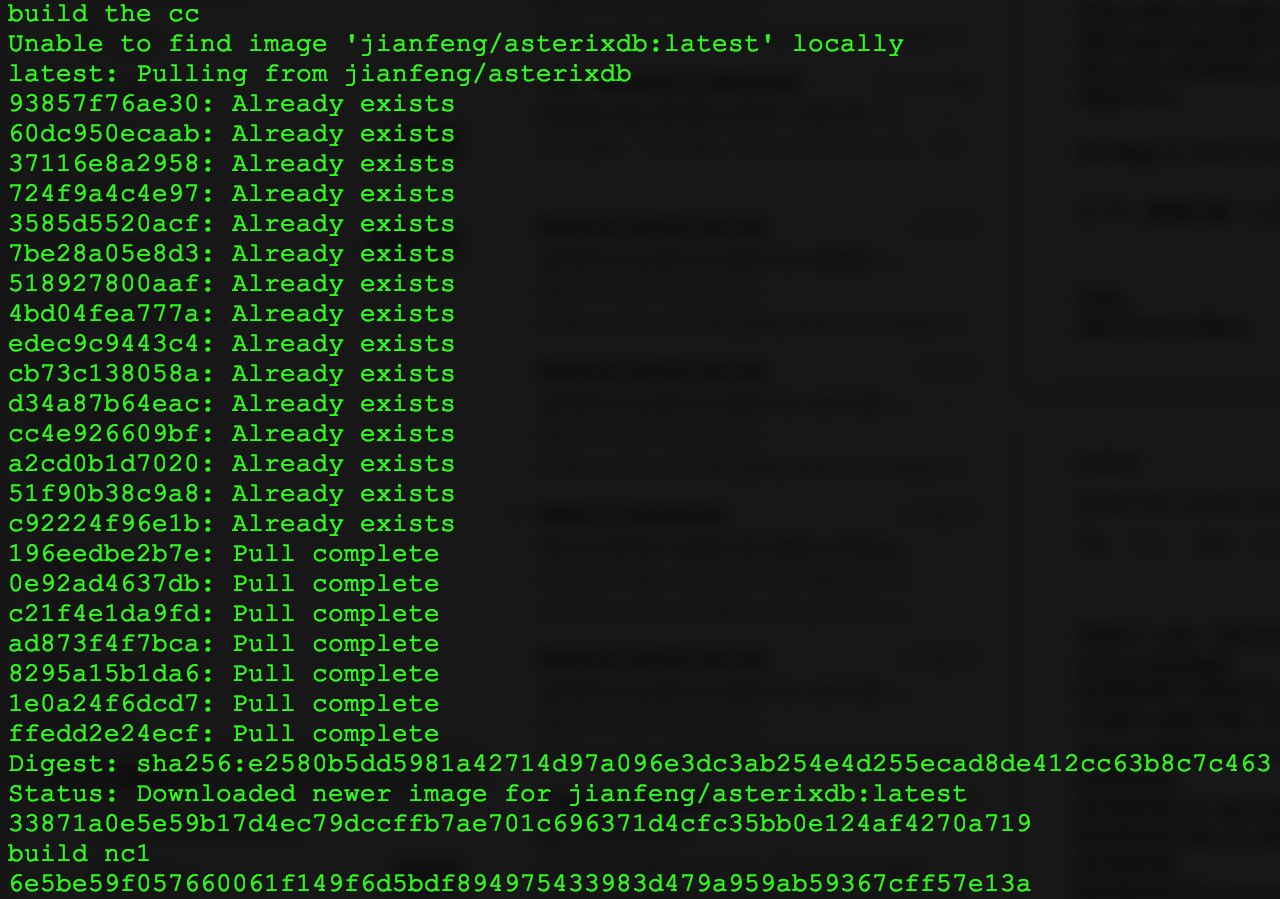 build the cc
Unable to find image 'jianfeng/asterixdb:latest' locally
latest: Pulling from jianfeng/asterixdb
93857f76ae30: Already exists
60dc950ecaab: Already exists
37116e8a2958: Already exists
724f9a4c4e97: Already exists
3585d5520acf: Already exists
7be28a05e8d3: Already exists
518927800aaf: Already exists
4bd04fea777a: Already exists
edec9c9443c4: Already exists
cb73c138058a: Already exists
d34a87b64eac: Already exists
cc4e926609bf: Already exists
a2cd0b1d7020: Already exists
51f90b38c9a8: Already exists
c92224f96e1b: Already exists
196eedbe2b7e: Pull complete
0e92ad4637db: Pull complete
c21f4e1da9fd: Pull complete
ad873f4f7bca: Pull complete
8295a15b1da6: Pull complete
1e0a24f6dcd7: Pull complete
ffedd2e24ecf: Pull complete
Digest: sha256:e2580b5dd5981a42714d97a096e3dc3ab254e4d255ecad8de412cc63b8c7c463
Status: Downloaded newer image for jianfeng/asterixdb:latest
33871a0e5e59b17d4ec79dccffb7ae701c696371d4cfc35bb0e124af4270a719
build nc1
6e5be59f057660061f149f6d5bdf894975433983d479a959ab59367cff57e13a